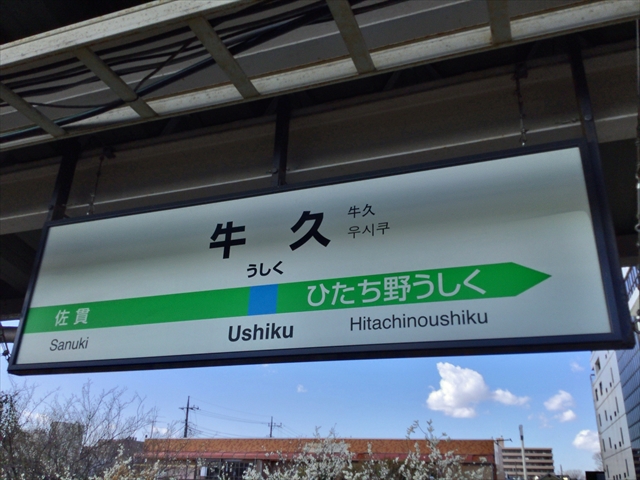 牛久
牛久
우시쿠
うしく
佐貫
ひたち野うしく
Sanuki
Ushiku
Hitachinoushiku